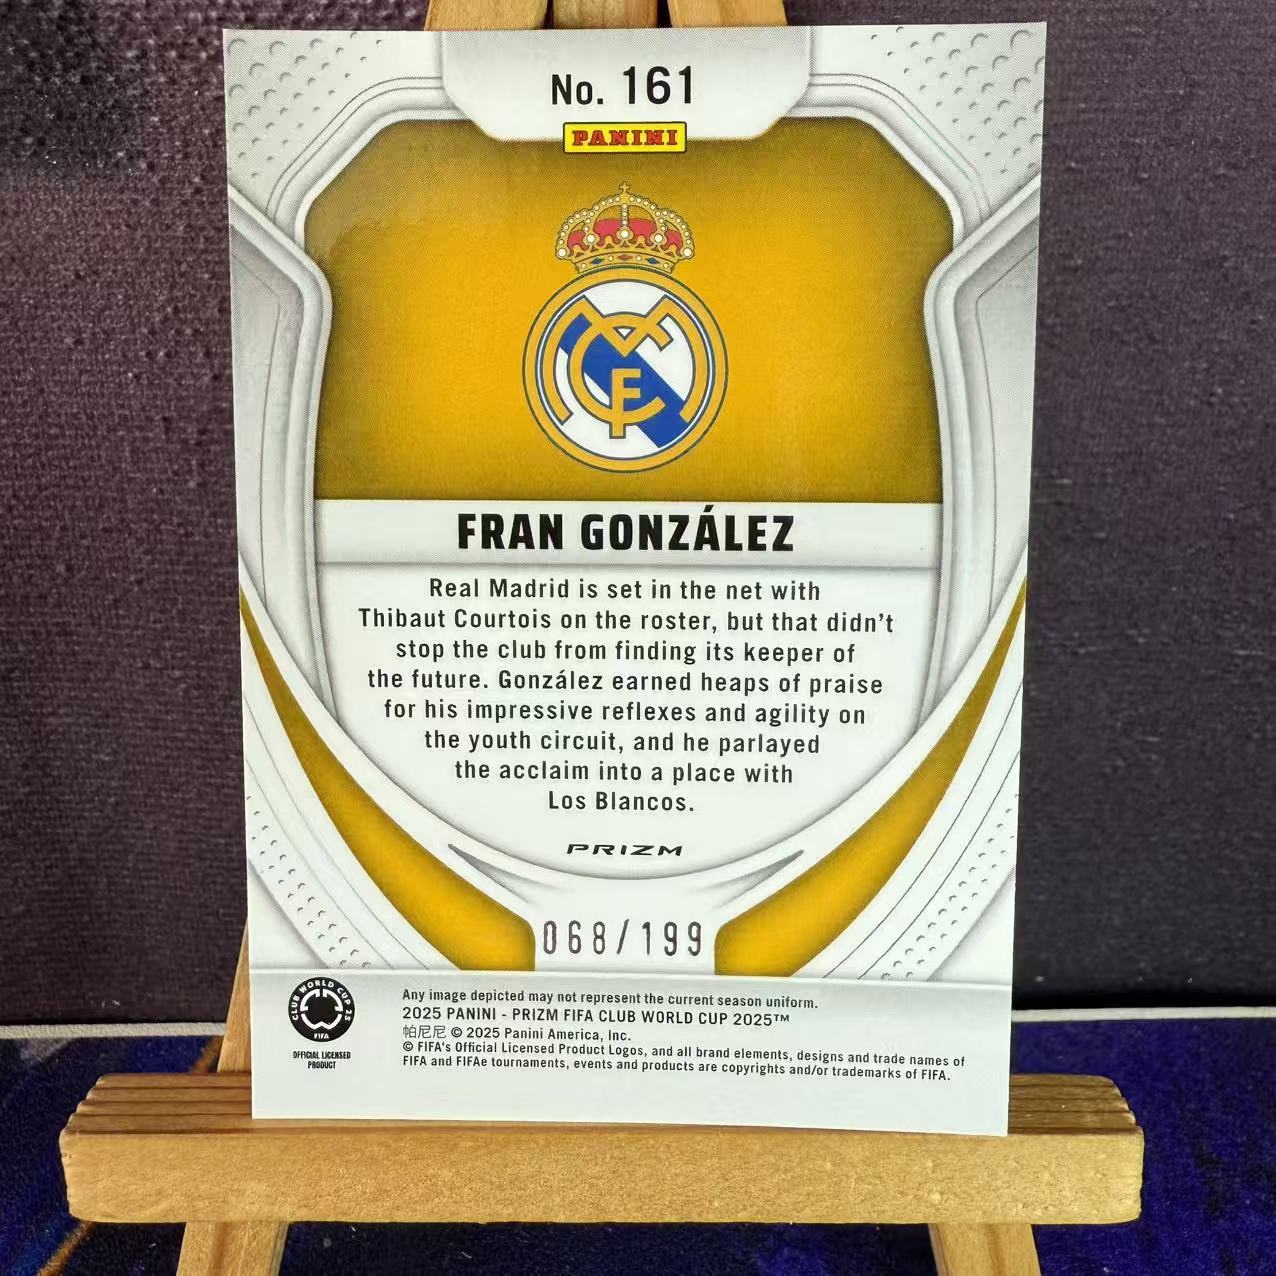 No. 161
PANINI
FRAN GONZÁLEZ
Real Madrid is set in the net with
Thibaut Courtois on the roster, but that didn't
stop the club from finding its keeper of
the future. González earned heaps of praise
for his impressive reflexes and agility on
the youth circuit, and he parlayed
the acclaim into a place with
Los Blancos.
PRIZM
068/199
CLUB WORLD CUP 25
FIFA
OFFICIAL LICENSED
PRODUCT
Any image depicted may not represent the current season uniform.
2025 PANINI - PRIZM FIFA CLUB WORLD CUP 2025™
帕尼尼 © 2025 Panini America, Inc.
© FIFA's Official Licensed Product Logos, and all brand elements, designs and trade names of
FIFA and FIFAe tournaments, events and products are copyrights and/or trademarks of FIFA.